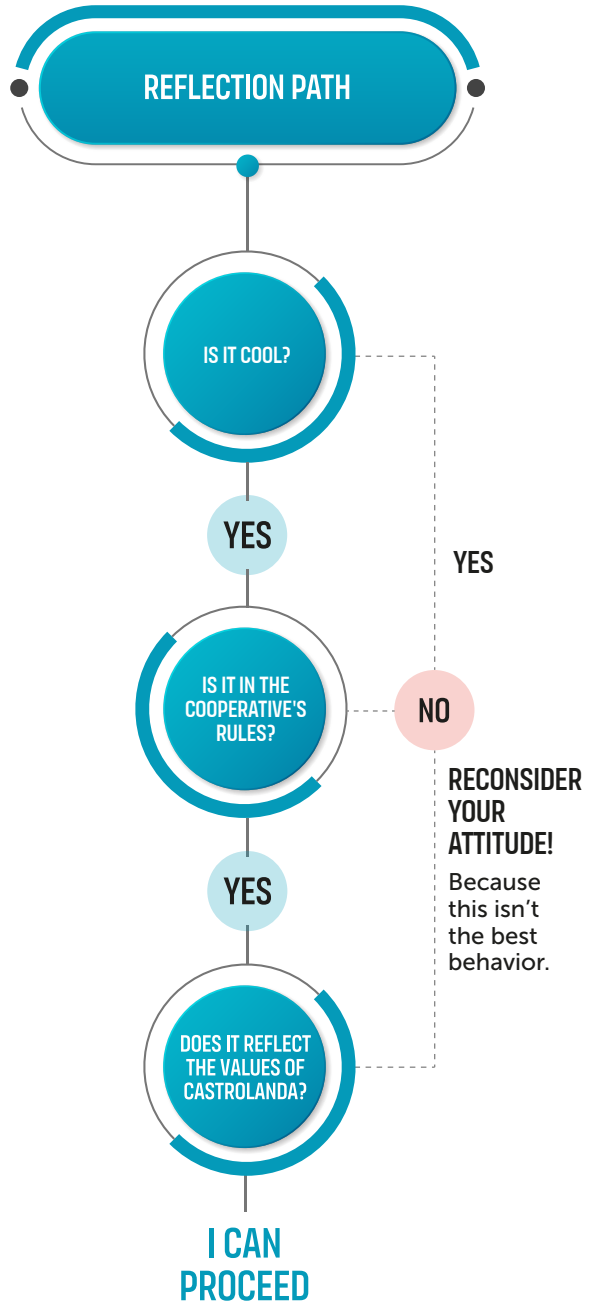 REFLECTION PATH
IS IT COOL?
YES
YES
IS IT IN THE
COOPERATIVE'S
RULES?
NO
RECONSIDER
YOUR
ATTITUDE!
Because
this isn't
the best
behavior.
YES
DOES IT REFLECT
THE VALUES OF
CASTROLANDA?
I CAN
PROCEED